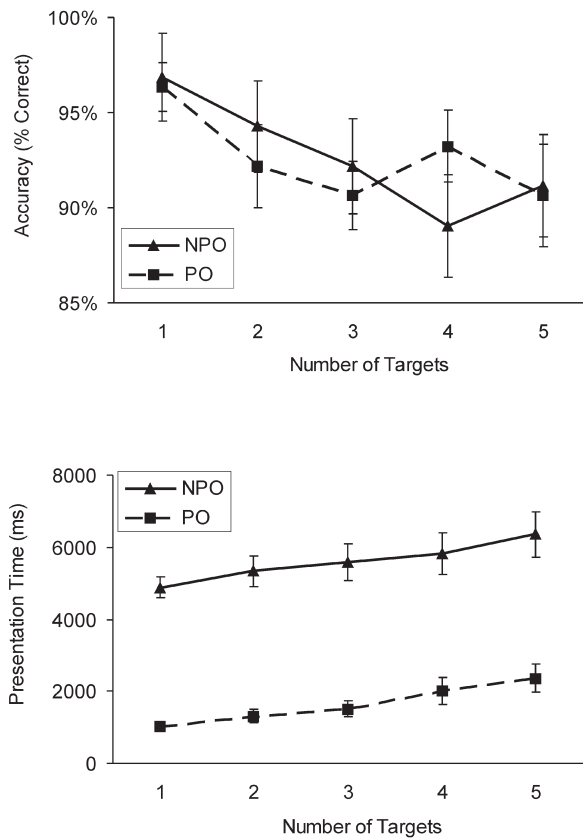 100%
95%
90%
85%
Accuracy (% Correct)
NPO
PO
1 2 3 4 5
Number of Targets
8000
6000
4000
2000
0
Presentation Time (ms)
NPO
PO
1 2 3 4 5
Number of Targets